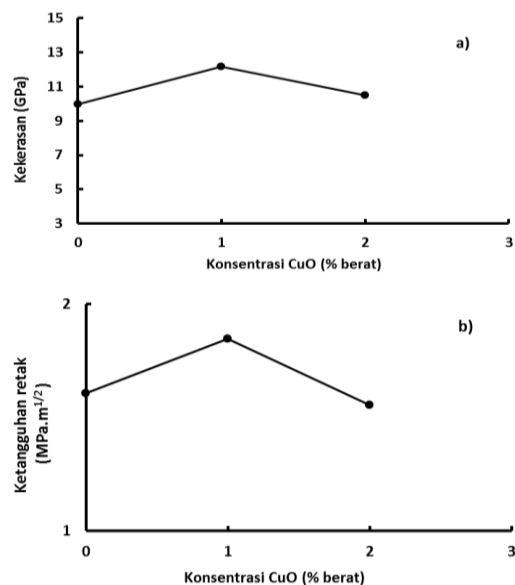 15
13
11
9
7
5
3
Kekerasan (GPa)
a)
0 1 2 3
Konsentrasi CuO (% berat)
2
1
Ketangguhan retak
(MPa.m^1/2)
b)
0 1 2 3
Konsentrasi CuO (% berat)